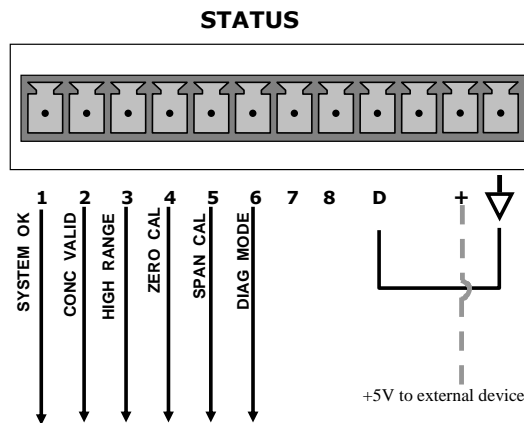 STATUS
1 2 3 4 5 6 7 8 D +
SYSTEM OK
CONC VALID
HIGH RANGE
ZERO CAL
SPAN CAL
DIAG MODE
+5V to external device